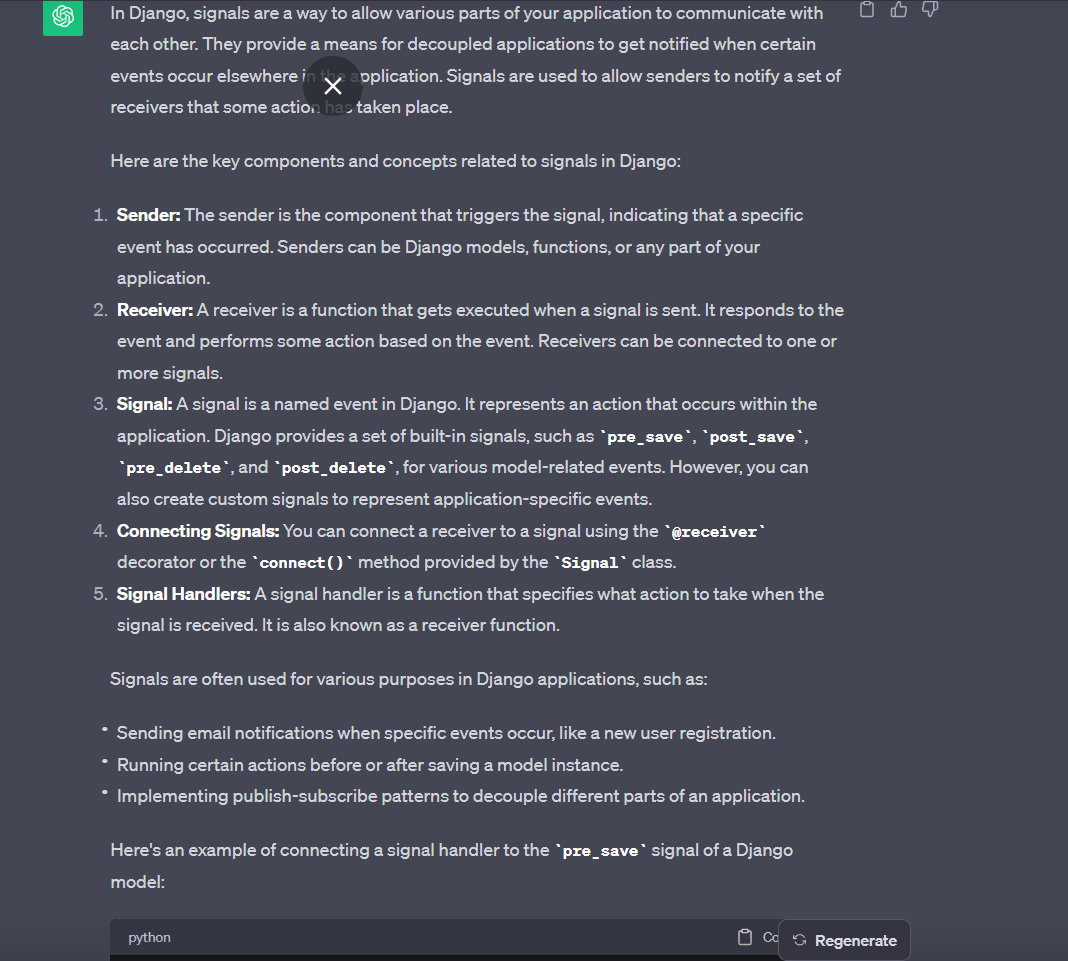 In Django, signals are a way to allow various parts of your application to communicate with
each other. They provide a means for decoupled applications to get notified when certain
events occur elsewhere in the application. Signals are used to allow senders to notify a set of
receivers that some action has taken place.
Here are the key components and concepts related to signals in Django:
1. Sender: The sender is the component that triggers the signal, indicating that a specific
event has occurred. Senders can be Django models, functions, or any part of your
application.
2. Receiver: A receiver is a function that gets executed when a signal is sent. It responds to the
event and performs some action based on the event. Receivers can be connected to one or
more signals.
3. Signal: A signal is a named event in Django. It represents an action that occurs within the
application. Django provides a set of built-in signals, such as `pre_save`, `post_save`,
`pre_delete`, and `post_delete`, for various model-related events. However, you can
also create custom signals to represent application-specific events.
4. Connecting Signals: You can connect a receiver to a signal using the `@receiver`
decorator or the `connect()` method provided by the `Signal` class.
5. Signal Handlers: A signal handler is a function that specifies what action to take when the
signal is received. It is also known as a receiver function.
Signals are often used for various purposes in Django applications, such as:
• Sending email notifications when specific events occur, like a new user registration.
• Running certain actions before or after saving a model instance.
• Implementing publish-subscribe patterns to decouple different parts of an application.
Here's an example of connecting a signal handler to the `pre_save` signal of a Django
model:
python Co
Regenerate